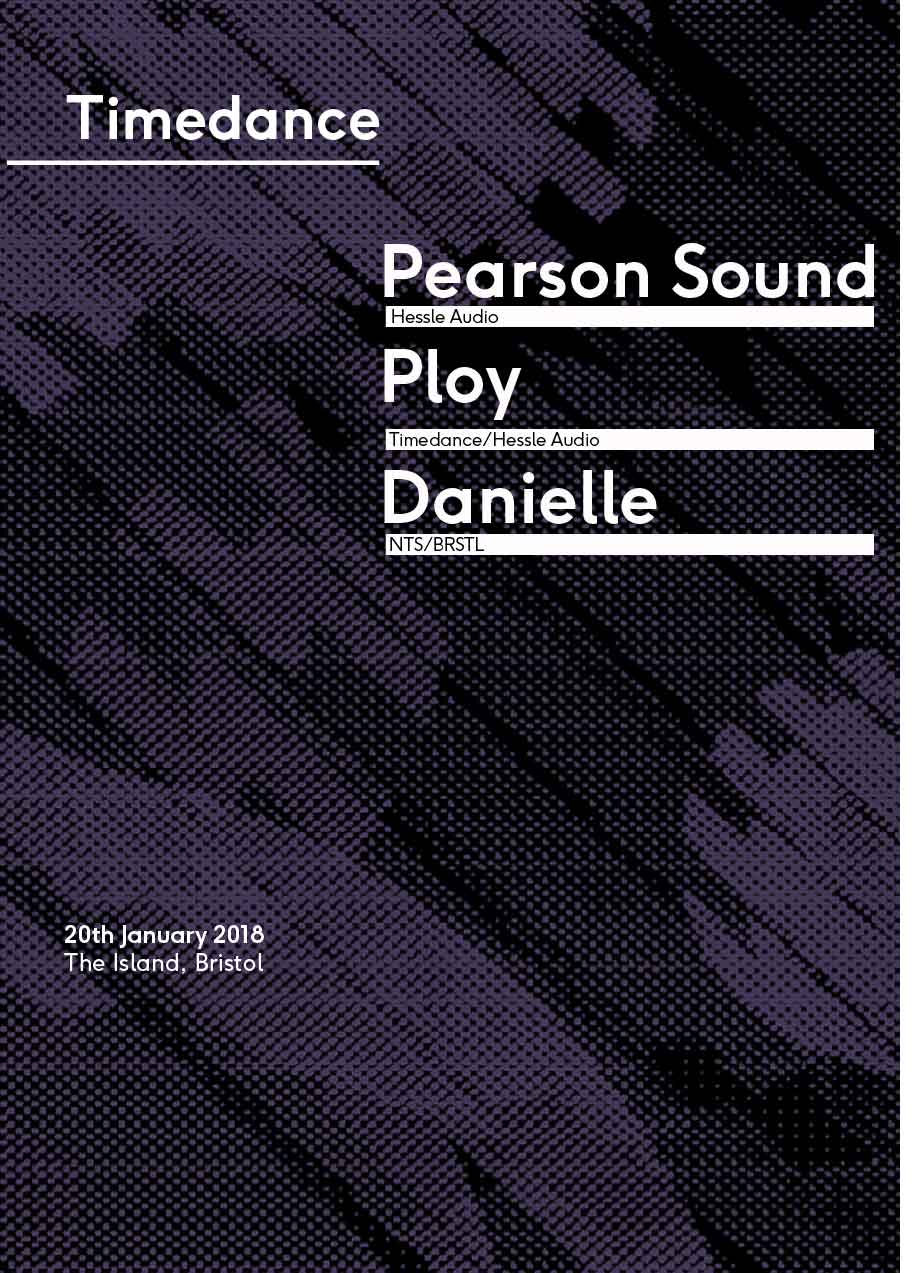 Timedance
Pearson Sound
Hessle Audio
Ploy
Timedance/Hessle Audio
Danielle
NTS/BRSTL
20th January 2018
The Island, Bristol